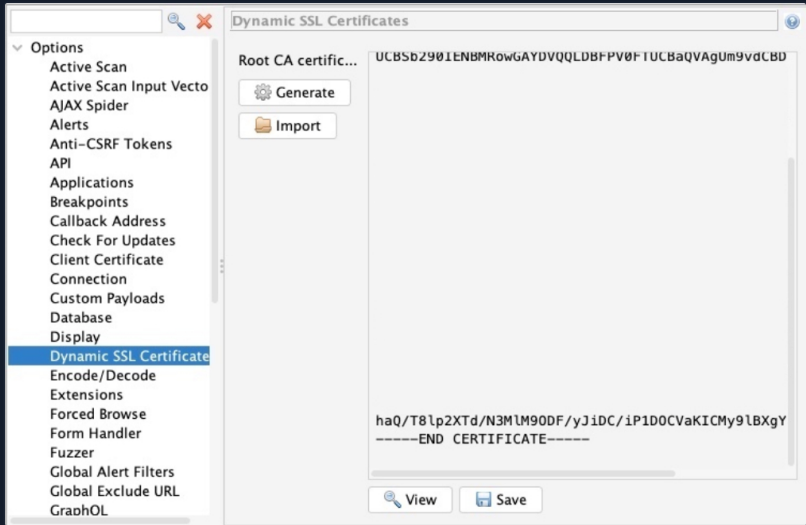 Dynamic SSL Certificates
Options
Active Scan
Active Scan Input Vecto
AJAX Spider
Alerts
Anti-CSRF Tokens
API
Applications
Breakpoints
Callback Address
Check For Updates
Client Certificate
Connection
Custom Payloads
Database
Display
Dynamic SSL Certificate
Encode/Decode
Extensions
Forced Browse
Form Handler
Fuzzer
Global Alert Filters
Global Exclude URL
GraphQL
Root CA certific...
Generate
Import
UCBSb290IENBMRowGAYDVQQLDBFPV0FTUCBaQVAgUm9vdCBD
haQ/T8lp2XTd/N3MlM9ODF/yJiDC/iP1DOCVaKICMy9lBXgY
-----END CERTIFICATE-----
View
Save